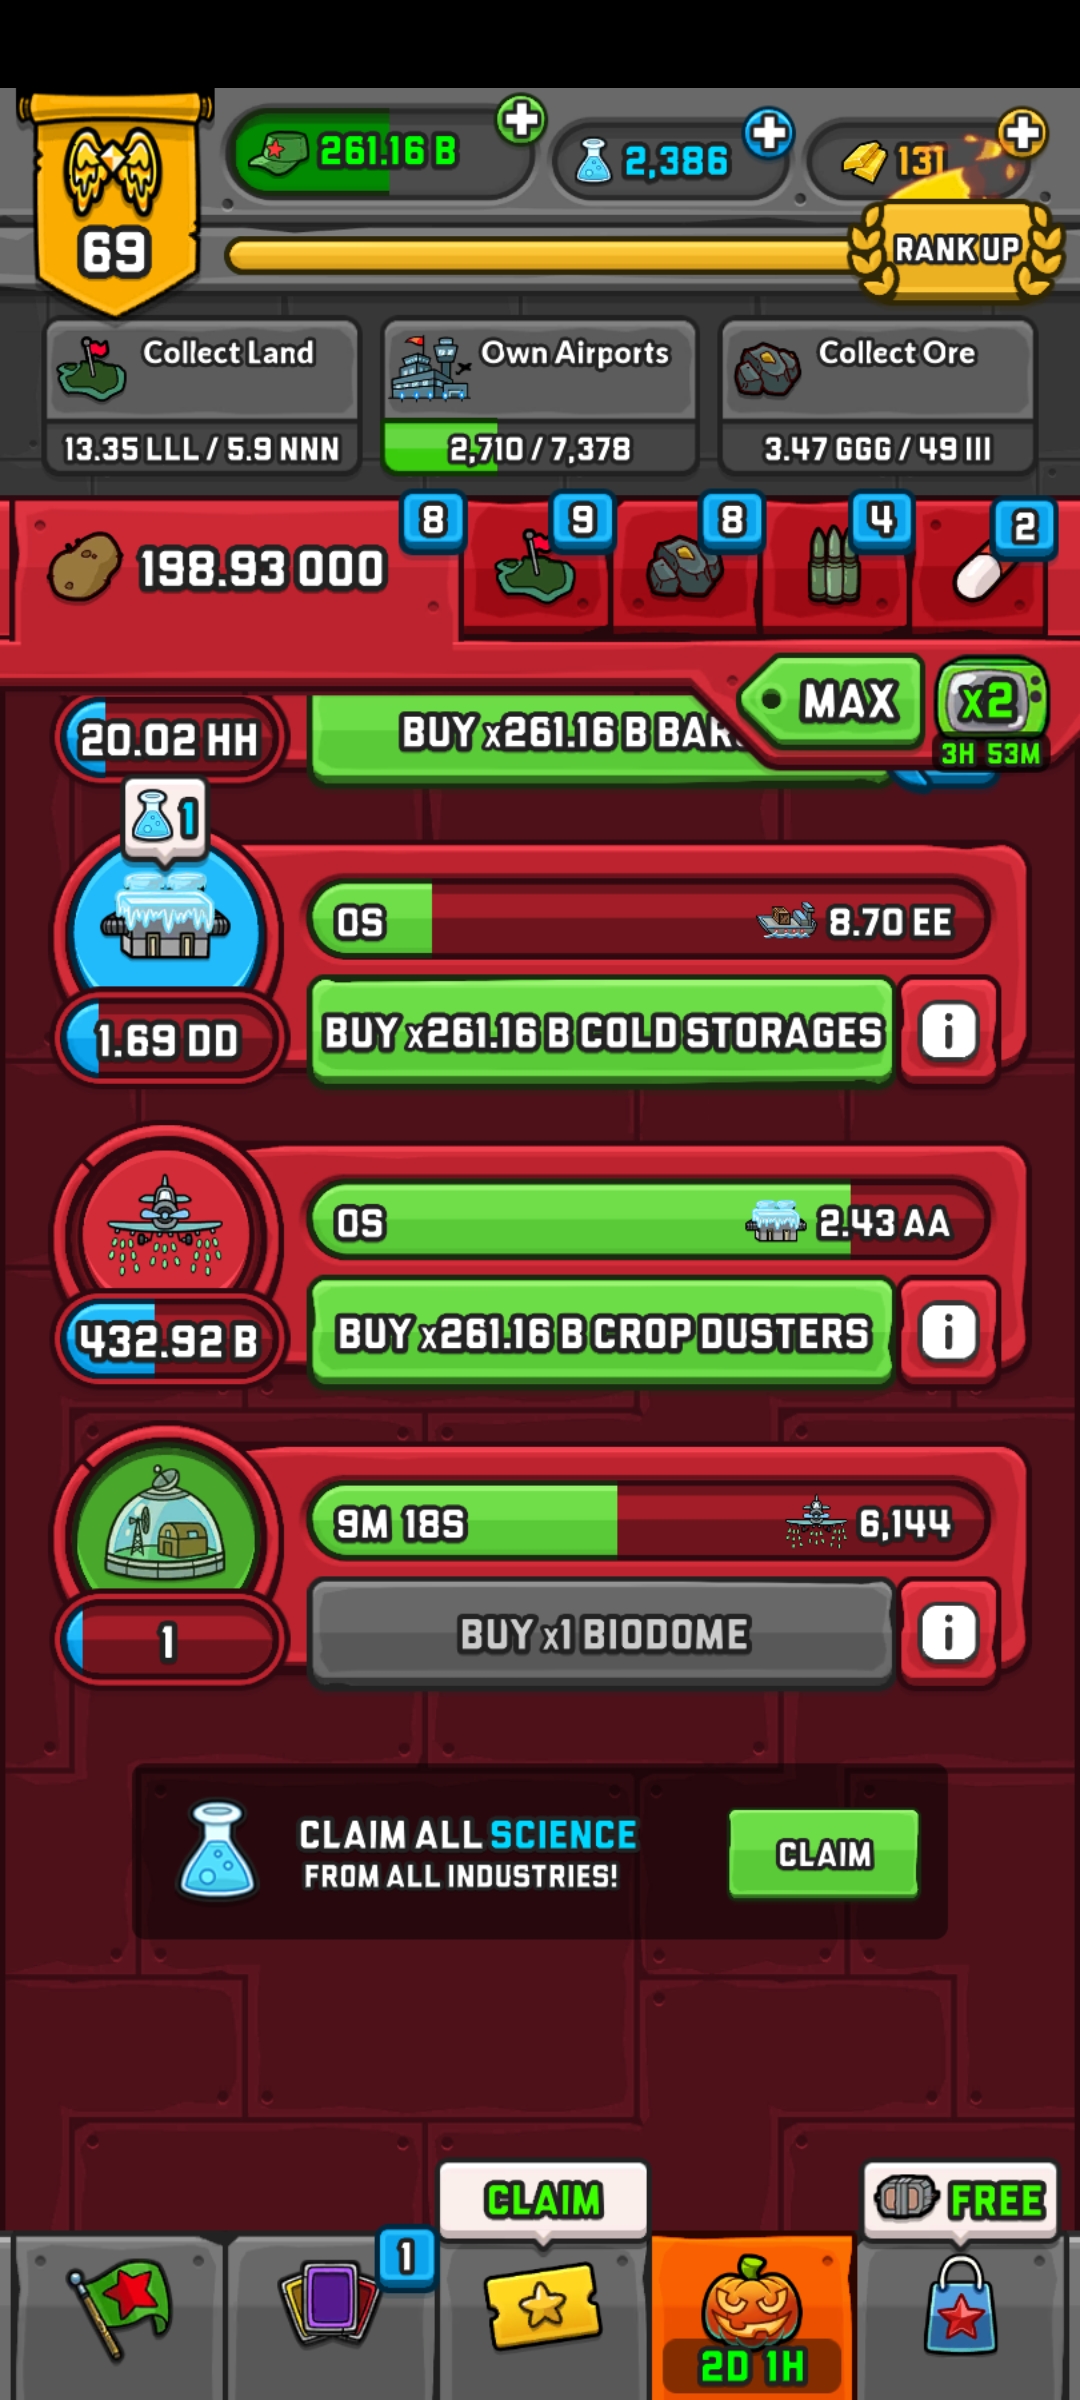 261.16 B
2,386
131
69
RANK UP
Collect Land
Own Airports
Collect Ore
13.35 LLL / 5.9 NNN
2,710 / 7,378
3.47 GGG / 49 III
198.93 OOO
8
9
8
4
2
MAX
x2
3H 53M
20.02 HH
BUY x261.16 B
1
0S
8.70 EE
1.69 DD
BUY x261.16 B COLD STORAGES
i
0S
2.43 AA
432.92 B
BUY x261.16 B CROP DUSTERS
i
9M 18S
6,144
1
BUY x1 BIODOME
i
CLAIM ALL SCIENCE
FROM ALL INDUSTRIES!
CLAIM
CLAIM
FREE
1
2D 1H